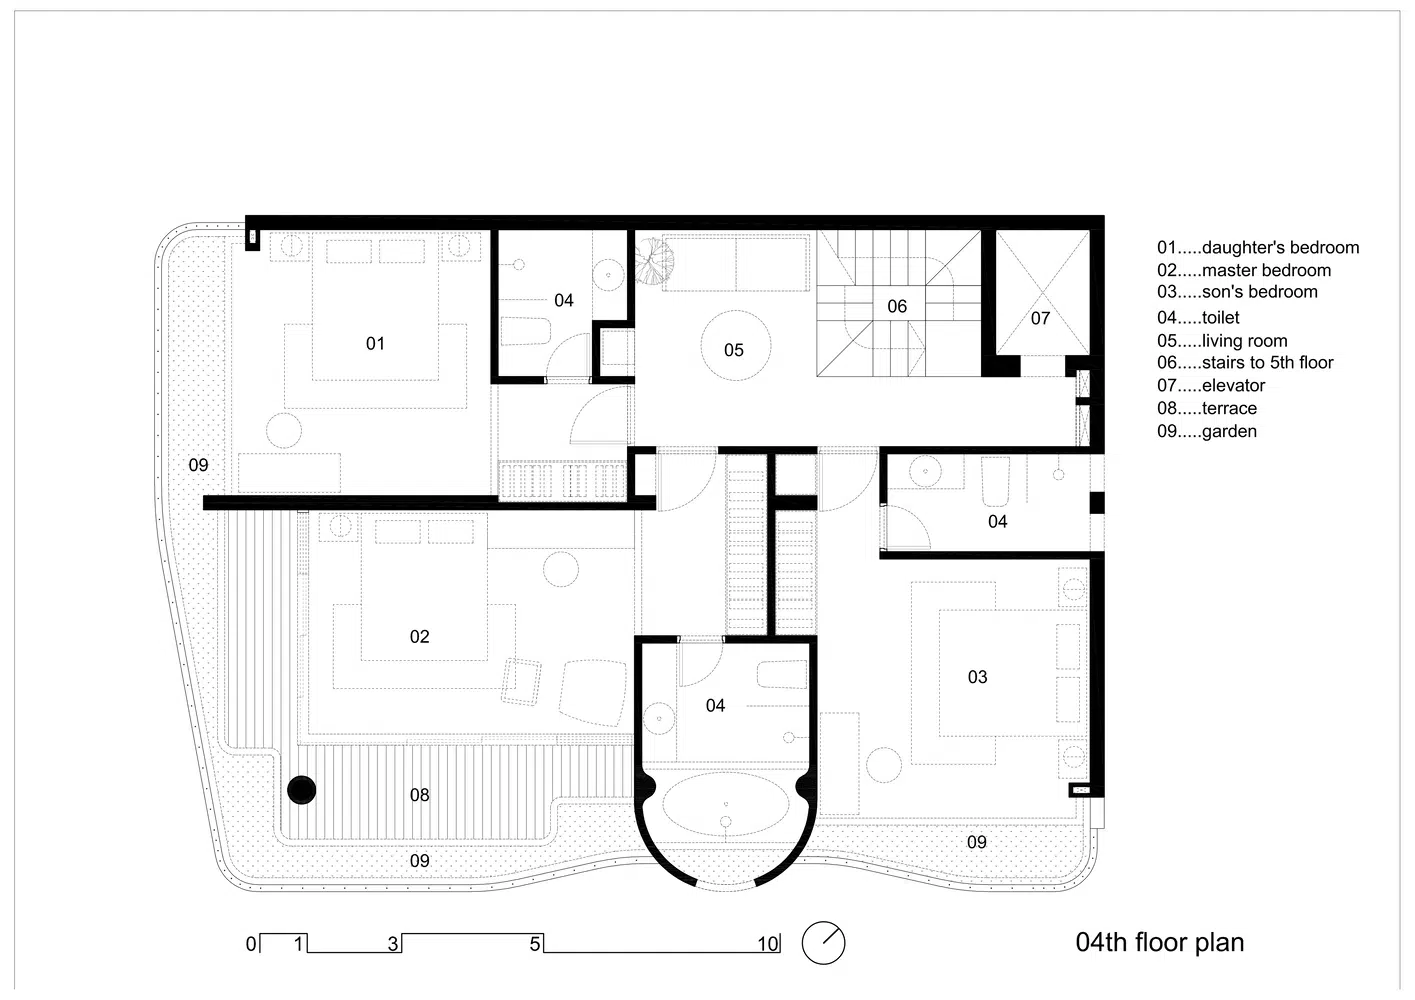 01.....daughter's bedroom
02.....master bedroom
03.....son's bedroom
04.....toilet
05.....living room
06.....stairs to 5th floor
07.....elevator
08.....terrace
09.....garden
04
06
07
01
05
09
04
02
03
04
08
09
09
0 1 3 5 10
04th floor plan